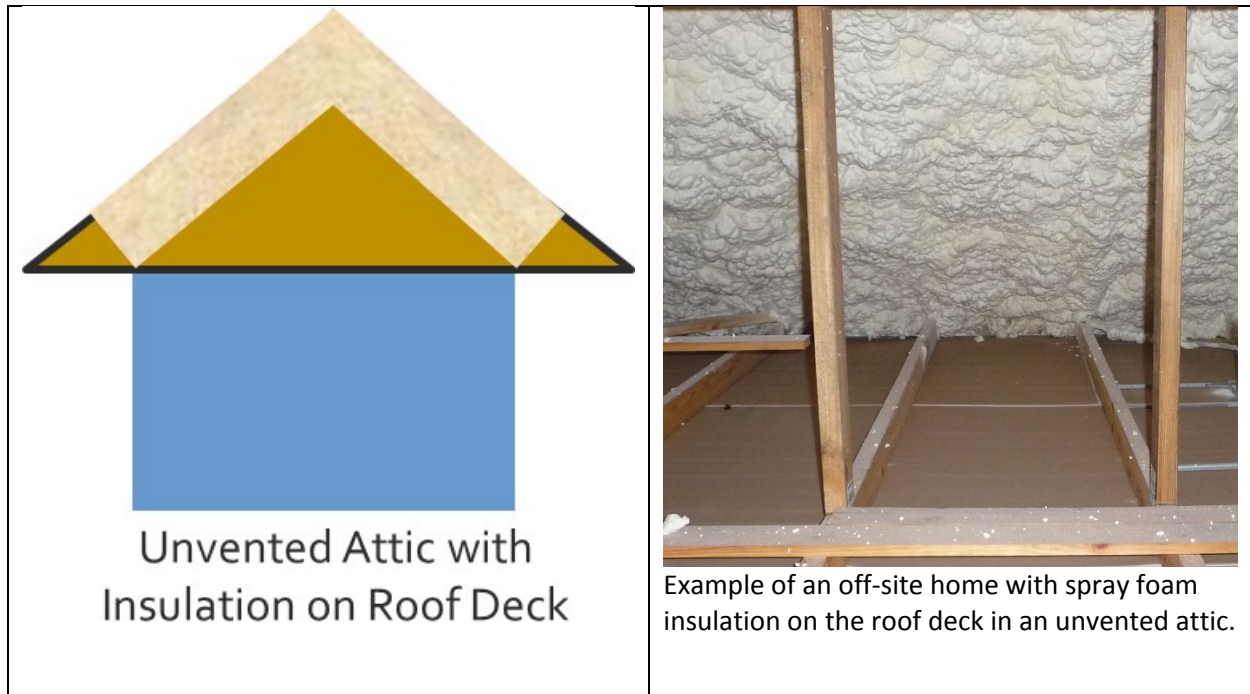 Unvented Attic with
Insulation on Roof Deck
Example of an off-site home with spray foam
insulation on the roof deck in an unvented attic.